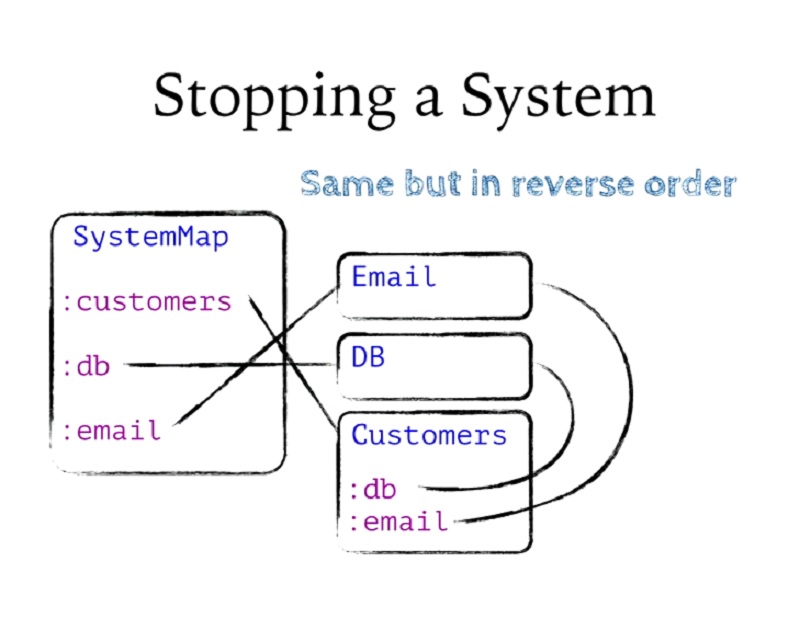 Stopping a System
Same but in reverse order
SystemMap
:customers
:db
:email
Email
DB
Customers
:db
:email